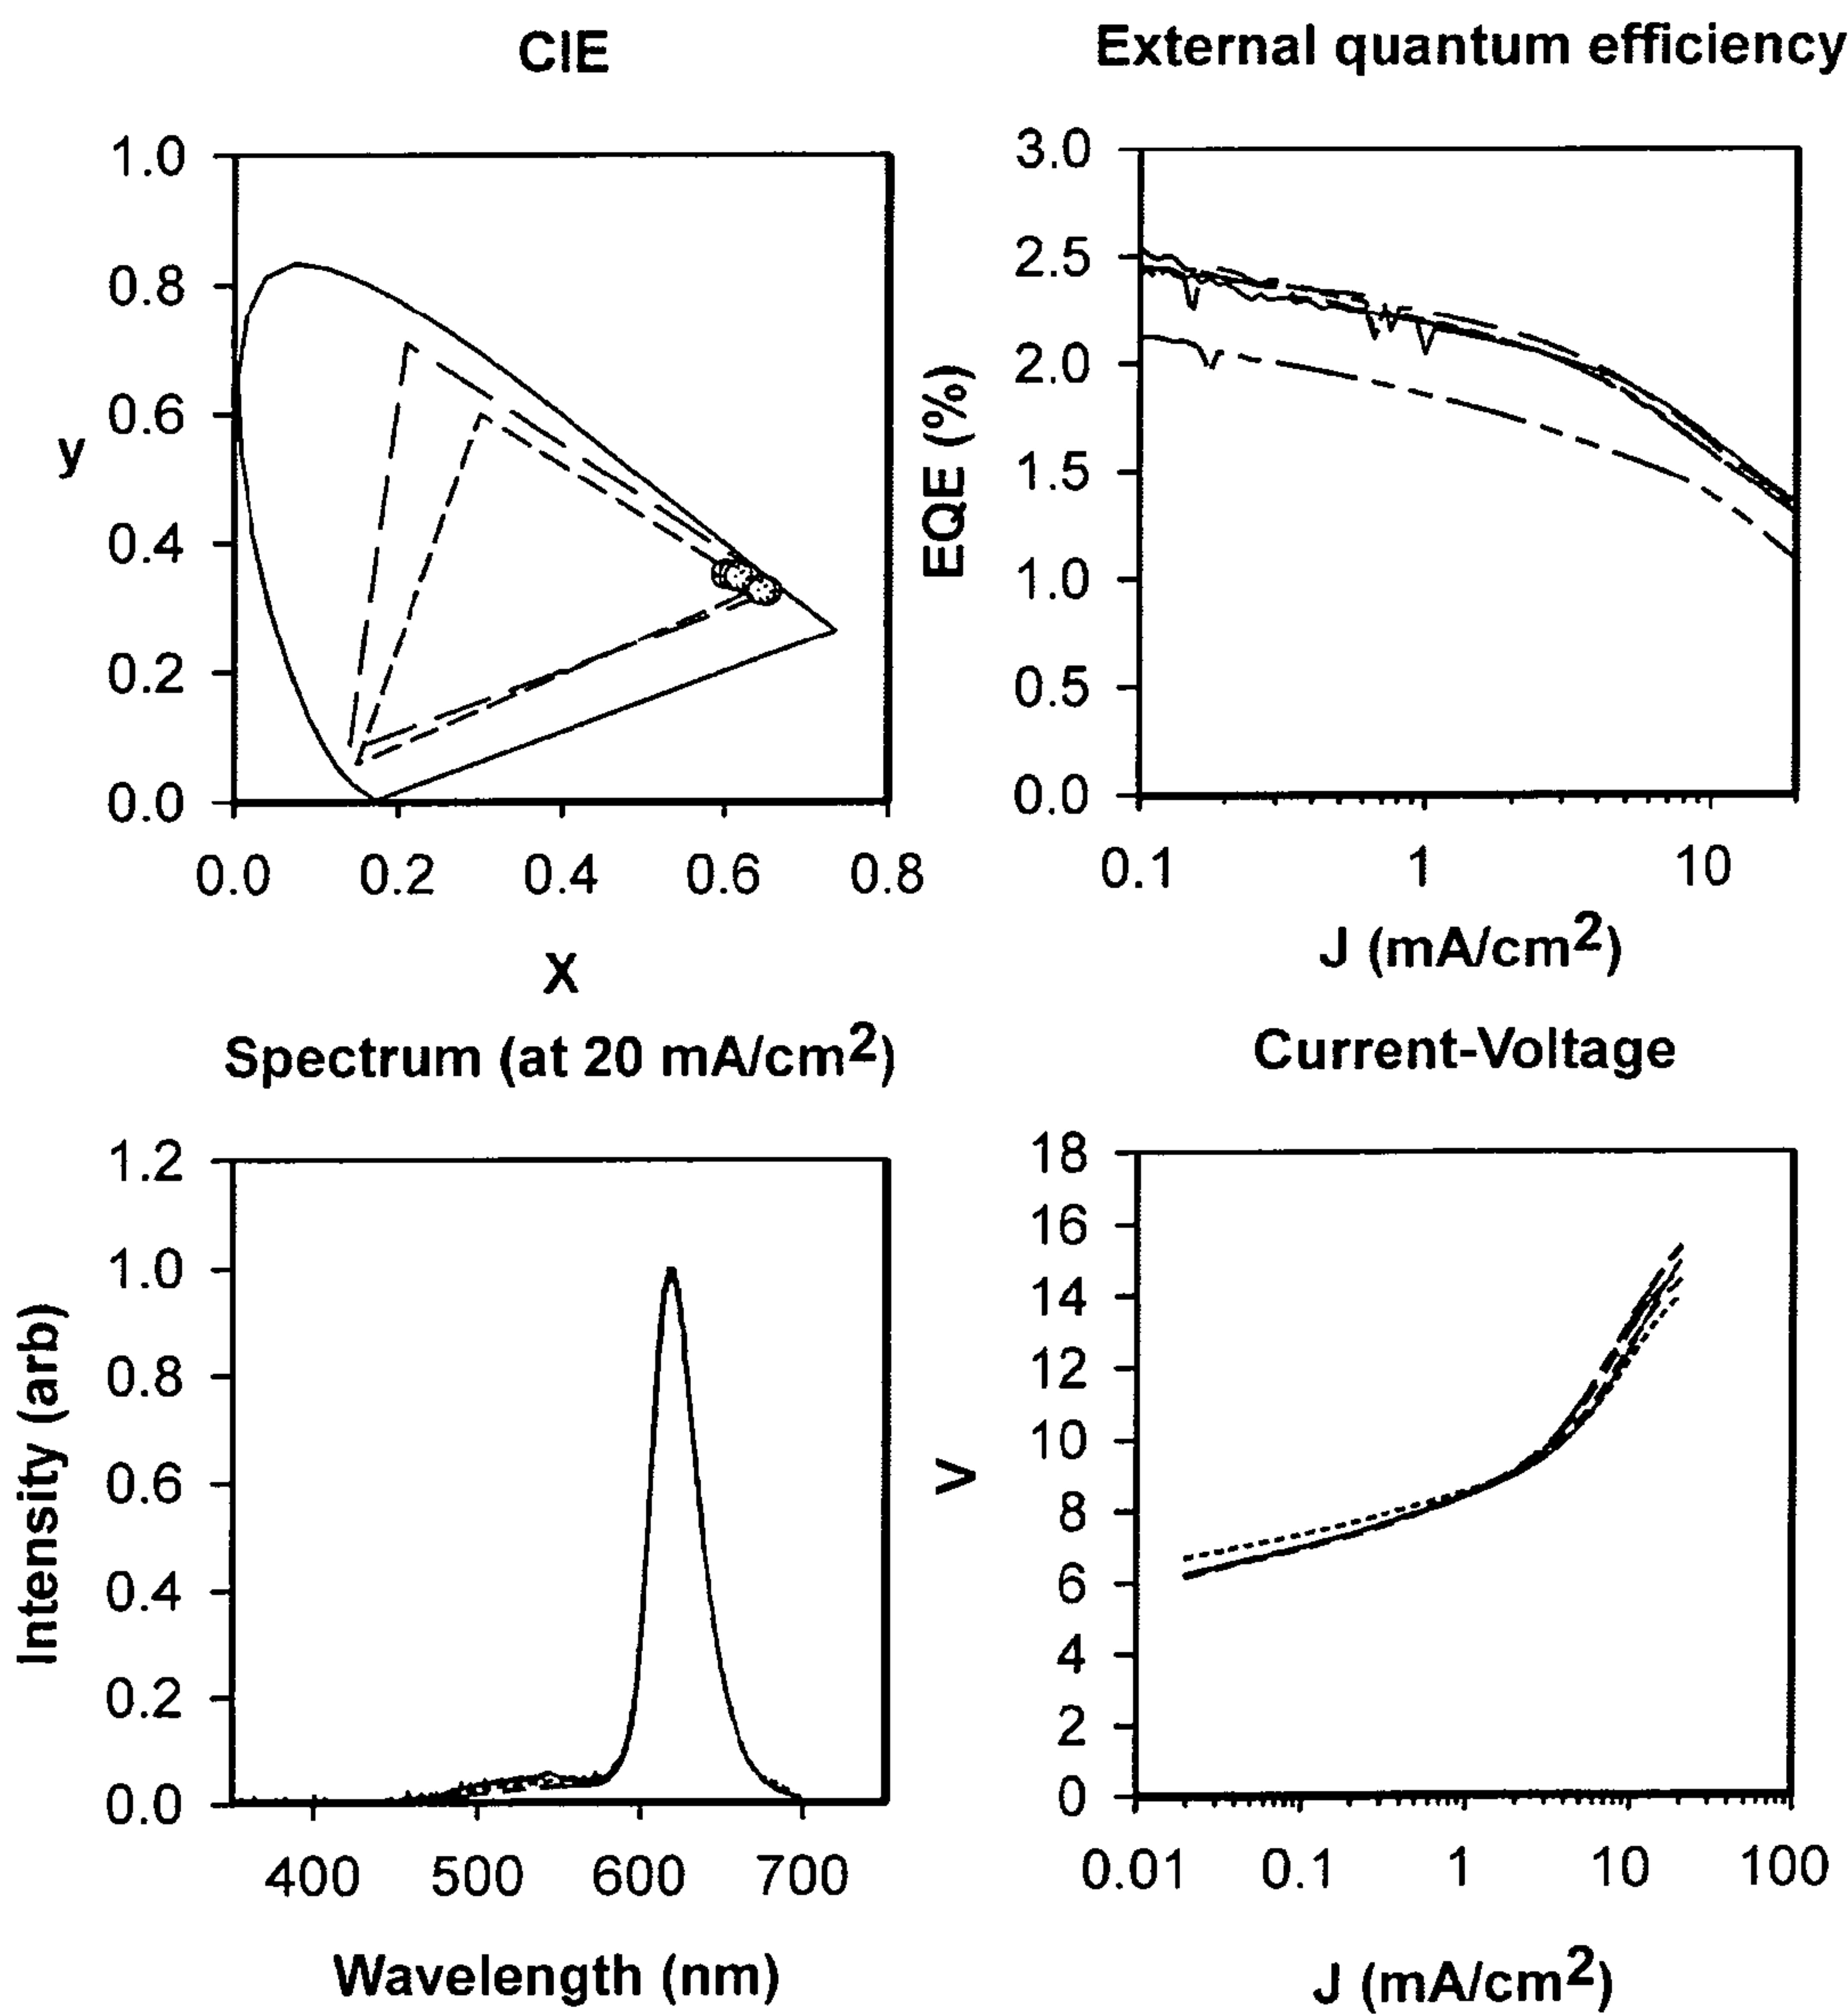 CIE
1.0
0.8
0.6
0.4
0.2
0.0
y
0.0 0.2 0.4 0.6 0.8
X
External quantum efficiency
3.0
2.5
2.0
1.5
1.0
0.5
0.0
EQE (%)
0.1 1 10
J (mA/cm2)
Spectrum (at 20 mA/cm2)
1.2
1.0
0.8
0.6
0.4
0.2
0.0
Intensity (arb)
400 500 600 700
Wavelength (nm)
Current-Voltage
18
16
14
12
10
8
6
4
2
0
V
0.01 0.1 1 10 100
J (mA/cm2)